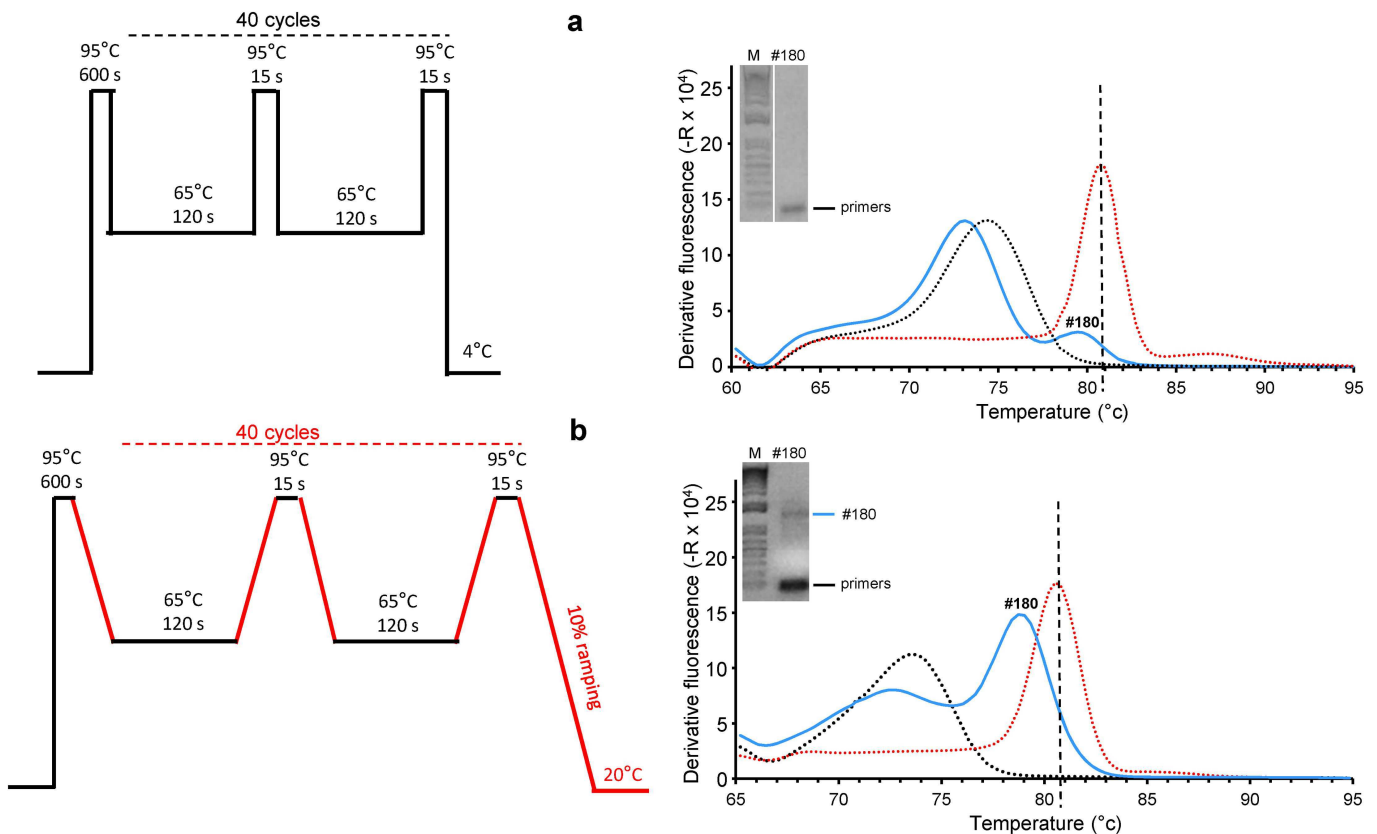 40 cycles
95°C
600 s
95°C
15 s
95°C
15 s
65°C
120 s
65°C
120 s
4°C
a
M #180
primers
#180
Derivative fluorescence (-R x 10⁴)
25
20
15
10
5
0
60 65 70 75 80 85 90 95
Temperature (°c)
40 cycles
95°C
600 s
95°C
15 s
95°C
15 s
65°C
120 s
65°C
120 s
10% ramping
20°C
b
M #180
#180
primers
#180
Derivative fluorescence (-R x 10⁴)
25
20
15
10
5
0
65 70 75 80 85 90 95
Temperature (°c)